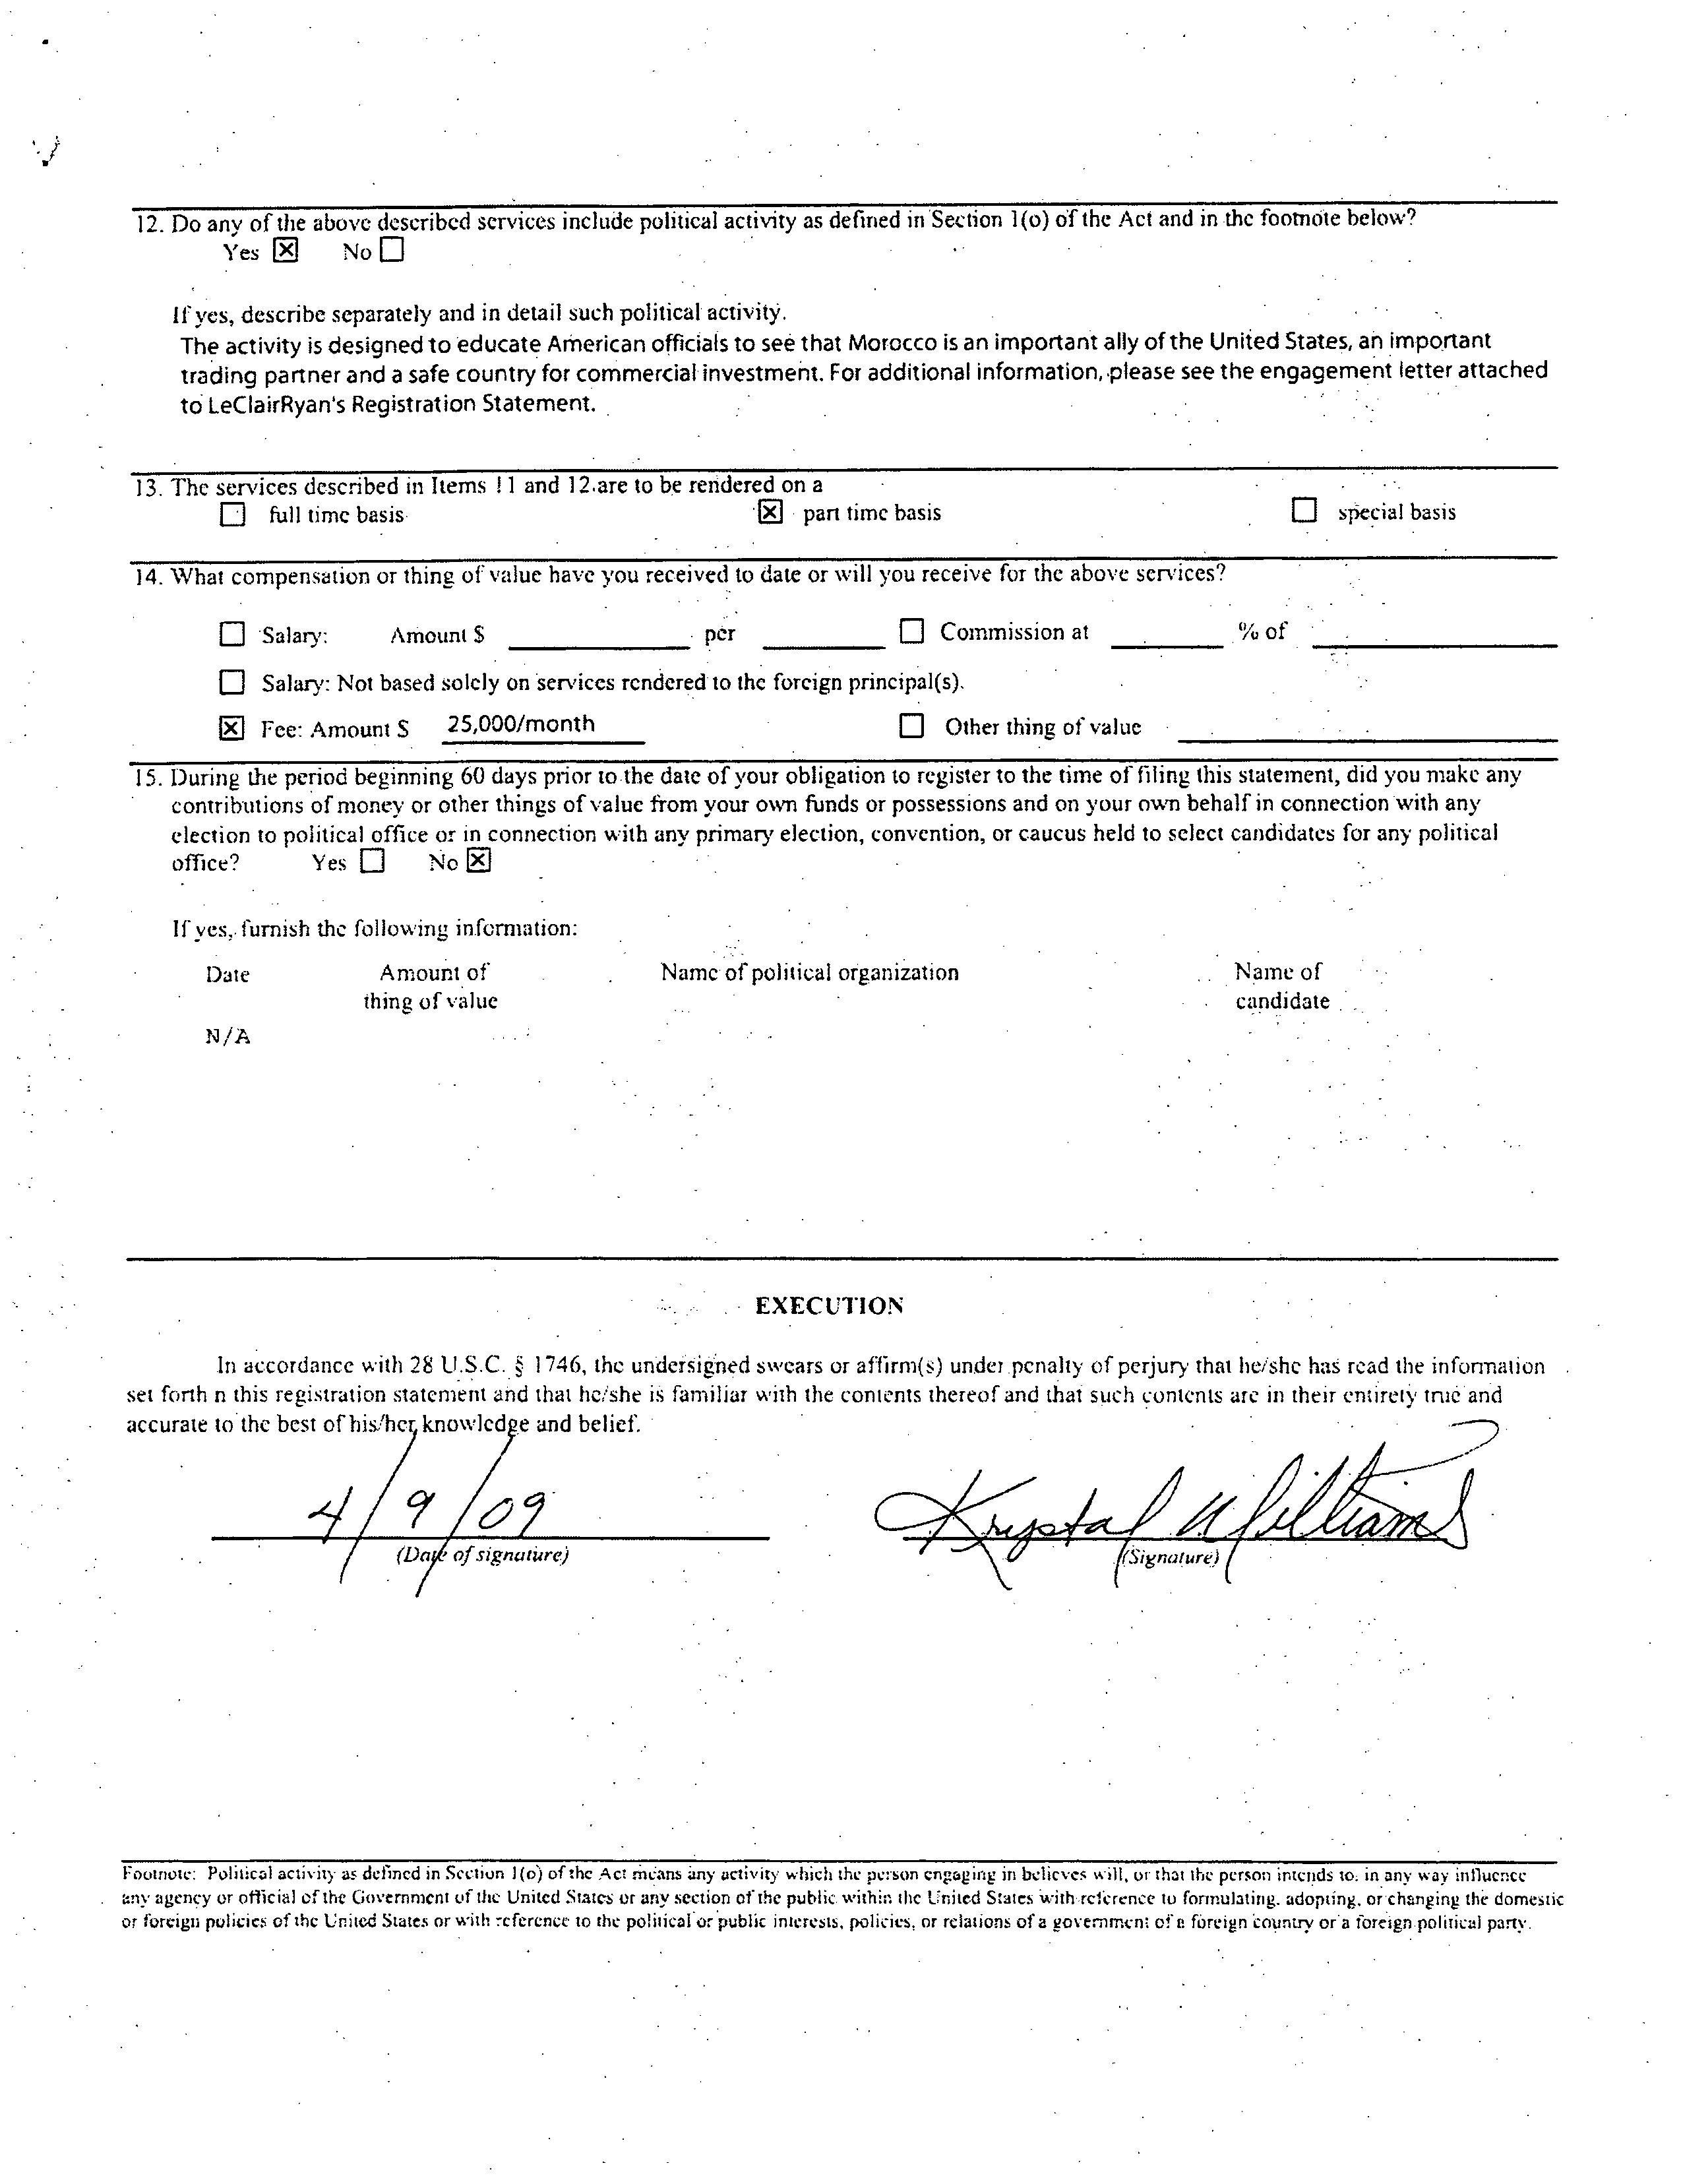 12. Do any of the above described services include political activity as defined in Section 1(o) of the Act and in the footnote below?
Yes ☒ No ☐
If yes, describe separately and in detail such political activity.
The activity is designed to educate American officials to see that Morocco is an important ally of the United States, an important
trading partner and a safe country for commercial investment. For additional information, please see the engagement letter attached
to LeClairRyan's Registration Statement.
13. The services described in Items 11 and 12 are to be rendered on a
☐ full time basis ☒ part time basis ☐ special basis
14. What compensation or thing of value have you received to date or will you receive for the above services?
☐ Salary: Amount $ ________ per ________ ☐ Commission at ________ % of ________
☐ Salary: Not based solely on services rendered to the foreign principal(s).
☒ Fee: Amount $ 25,000/month ☐ Other thing of value ________
15. During the period beginning 60 days prior to the date of your obligation to register to the time of filing this statement, did you make any
contributions of money or other things of value from your own funds or possessions and on your own behalf in connection with any
election to political office or in connection with any primary election, convention, or caucus held to select candidates for any political
office? Yes ☐ No ☒
If yes, furnish the following information:
Date Amount of Name of political organization Name of
thing of value candidate
N/A
EXECUTION
In accordance with 28 U.S.C. § 1746, the undersigned swears or affirm(s) under penalty of perjury that he/she has read the information
set forth n this registration statement and that he/she is familiar with the contents thereof and that such contents are in their entirety true and
accurate to the best of his/her knowledge and belief.
4/9/09 Krystal Williams
(Date of signature) (Signature)
Footnote: Political activity as defined in Section 1(o) of the Act means any activity which the person engaging in believes will, or that the person intends to, in any way influence
any agency or official of the Government of the United States or any section of the public within the United States with reference to formulating, adopting, or changing the domestic
or foreign policies of the United States or with reference to the political or public interests, policies, or relations of a government of a foreign country or a foreign political party.